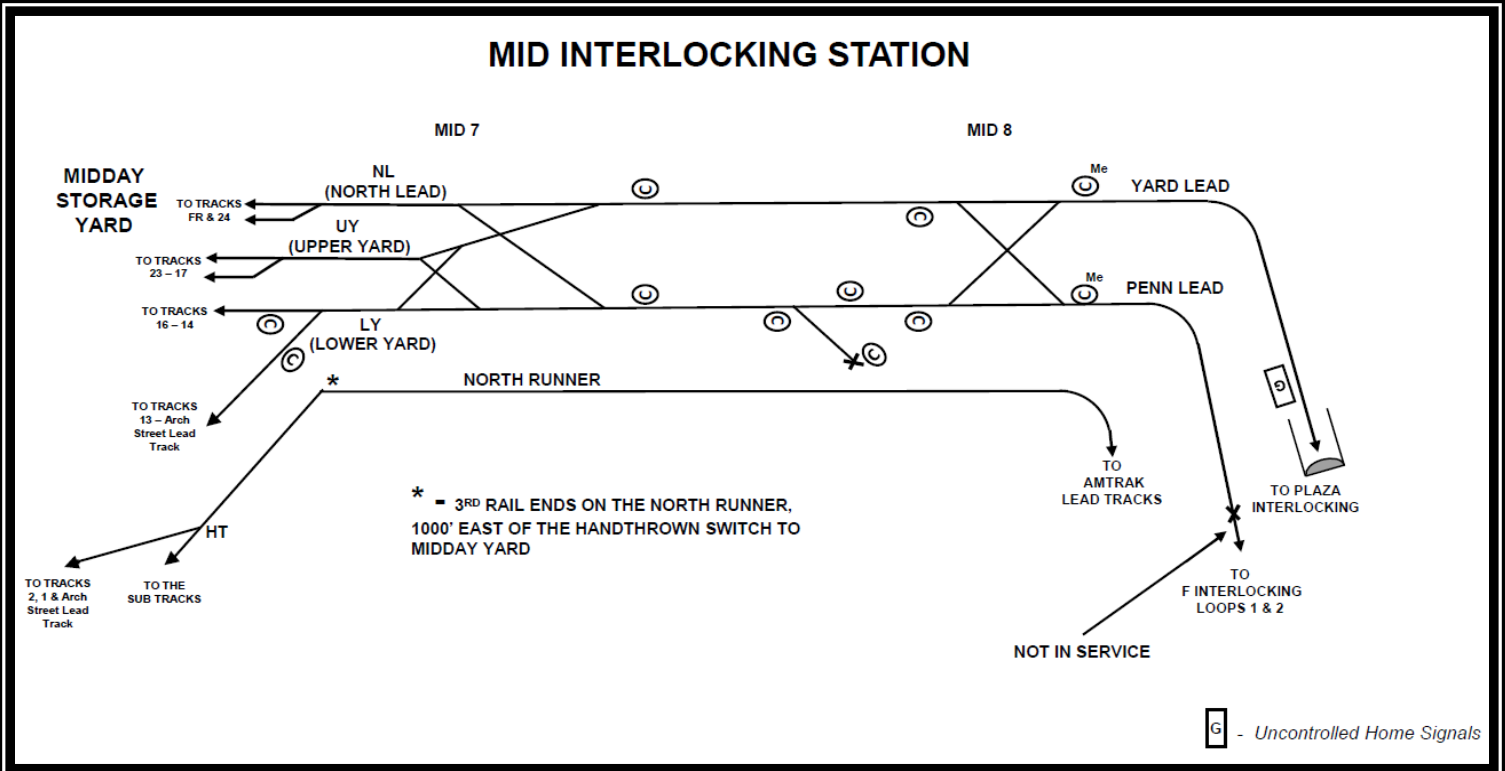 MID INTERLOCKING STATION
MID 7
MID 8
MIDDAY
STORAGE
YARD
NL
(NORTH LEAD)
TO TRACKS
FR & 24
C
C
Me
YARD LEAD
C
UY
(UPPER YARD)
TO TRACKS
23 – 17
C
C
C
Me
PENN LEAD
TO TRACKS
16 – 14
C
C
C
LY
(LOWER YARD)
C
C
*
NORTH RUNNER
G
TO TRACKS
13 – Arch
Street Lead
Track
TO
AMTRAK
LEAD TRACKS
TO PLAZA
INTERLOCKING
* - 3RD RAIL ENDS ON THE NORTH RUNNER,
1000' EAST OF THE HANDTHROWN SWITCH TO
MIDDAY YARD
HT
TO TRACKS
2, 1 & Arch
Street Lead
Track
TO THE
SUB TRACKS
TO
F INTERLOCKING
LOOPS 1 & 2
NOT IN SERVICE
G - Uncontrolled Home Signals